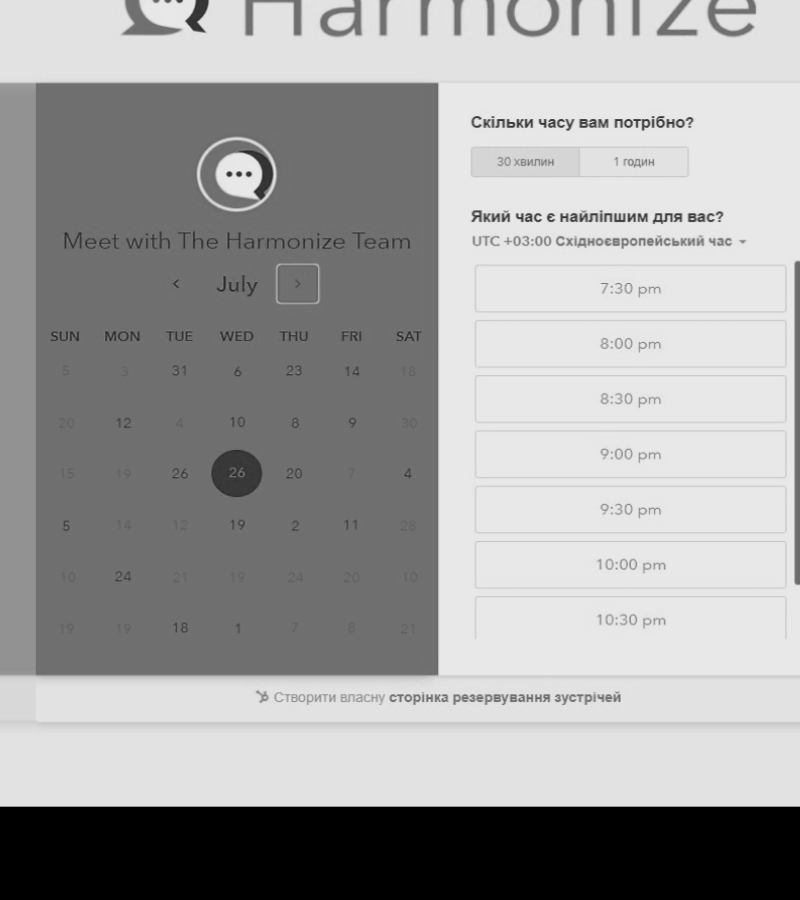 Harmonize
Meet with The Harmonize Team
July
SUN MON TUE WED THU FRI SAT
5 3 31 6 23 14 18
20 12 4 10 8 9 30
15 19 26 26 20 7 4
5 14 12 19 2 11 28
10 24 21 19 24 20 10
19 19 18 1 7 8 21
Скільки часу вам потрібно?
30 хвилин 1 годин
Який час є найліпшим для вас?
UTC +03:00 Східноєвропейський час
7:30 pm
8:00 pm
8:30 pm
9:00 pm
9:30 pm
10:00 pm
10:30 pm
Створити власну сторінка резервування зустрічей